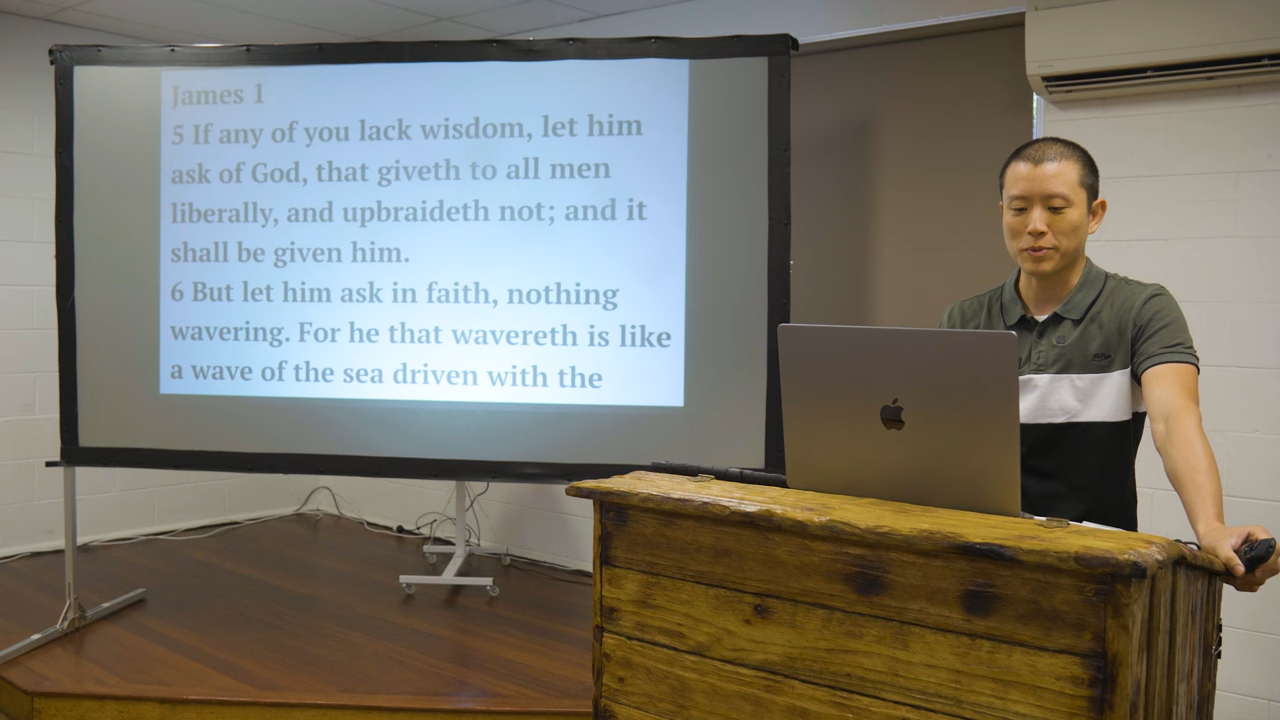 James 1
5 If any of you lack wisdom, let him
ask of God, that giveth to all men
liberally, and upbraideth not; and it
shall be given him.
6 But let him ask in faith, nothing
wavering. For he that wavereth is like
a wave of the sea driven with the